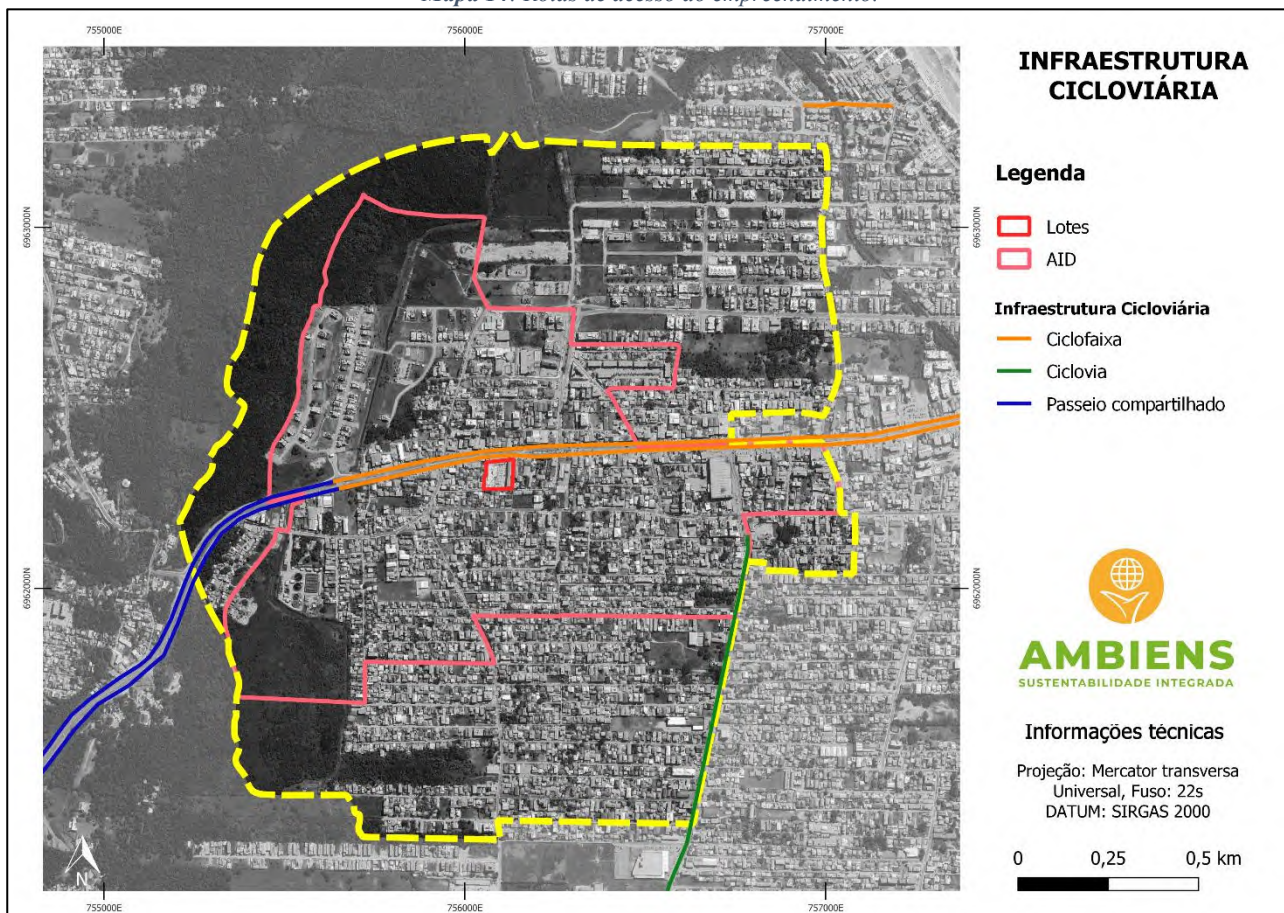 Mapa 14: Rotas de acesso ao empreendimento.
755000E
756000E
757000E
6963000N
6963000N
6962000N
6962000N
N
755000E
756000E
757000E
INFRAESTRUTURA
CICLOVIÁRIA
Legenda
Lotes
AID
Infraestrutura Cicloviária
Ciclofaixa
Ciclovia
Passeio compartilhado
AMBIENS
SUSTENTABILIDADE INTEGRADA
Informações técnicas
Projeção: Mercator transversa
Universal, Fuso: 22s
DATUM: SIRGAS 2000
0 0,25 0,5 km